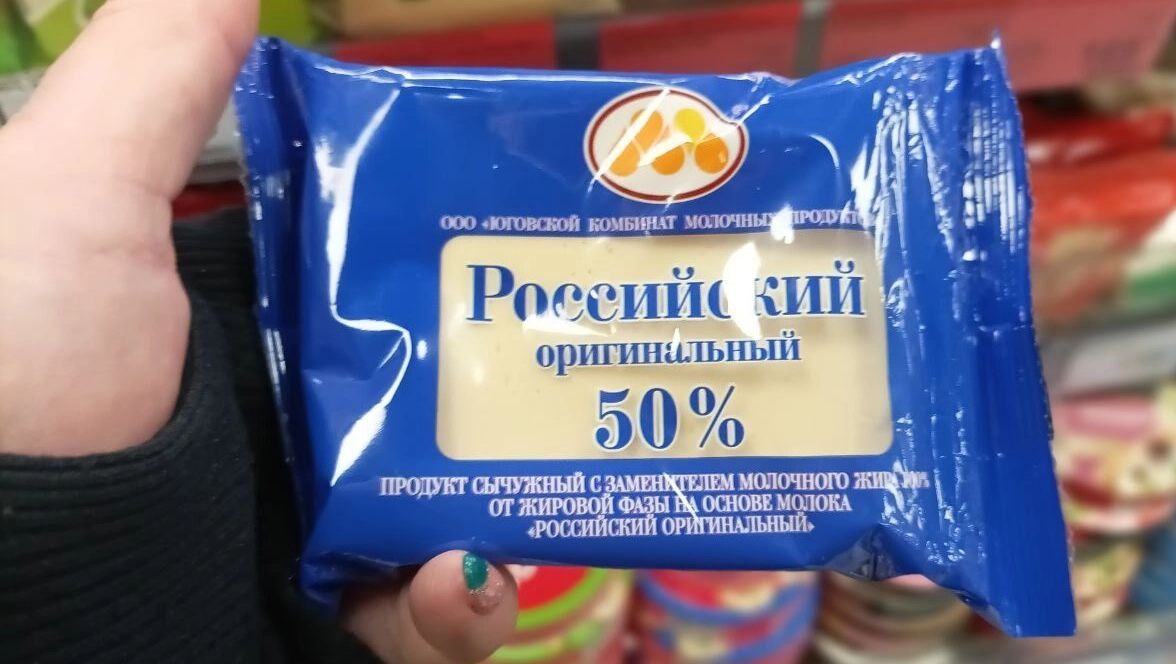 ООО «ЮГОВСКОЙ КОМБИНАТ МОЛОЧНЫХ ПРОДУКТОВ»
Российский
оригинальный
50%
ПРОДУКТ СЫЧУЖНЫЙ С ЗАМЕНИТЕЛЕМ МОЛОЧНОГО ЖИРА 100%
ОТ ЖИРОВОЙ ФАЗЫ НА ОСНОВЕ МОЛОКА
«РОССИЙСКИЙ ОРИГИНАЛЬНЫЙ»